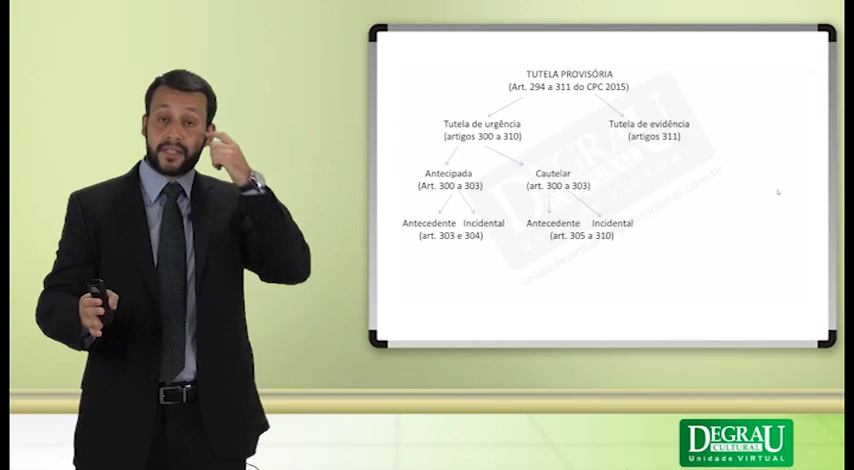 TUTELA PROVISÓRIA
(Art. 294 a 311 do CPC 2015)
Tutela de urgência
(artigos 300 a 310)
Tutela de evidência
(artigos 311)
Antecipada
(Art. 300 a 303)
Cautelar
(art. 300 a 303)
Antecedente Incidental
(art. 303 e 304)
Antecedente Incidental
(art. 305 a 310)
DEGRAU
CULTURAL
Unidade VIRTUAL